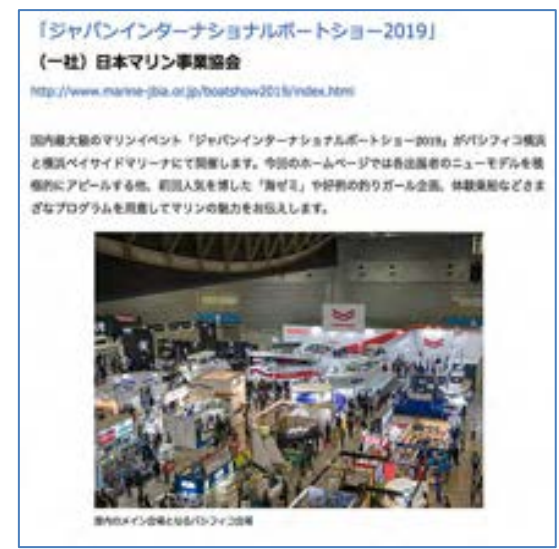 「ジャパンインターナショナルボートショー2019」
（一社）日本マリン事業協会
http://www.marine-jbia.or.jp/boatshow2019/index.html
国内最大級のマリンイベント「ジャパンインターナショナルボートショー2019」がパシフィコ横浜
と横浜ベイサイドマリーナにて開催します。今回のホームページでは各出展者のニューモデルを積
極的にアピールする他、前回人気を博した「海ゼミ」や好例の釣りガール企画、体験乗船などさま
ざまなプログラムを用意してマリンの魅力をお伝えします。
屋内のメイン会場となるパシフィコ会場